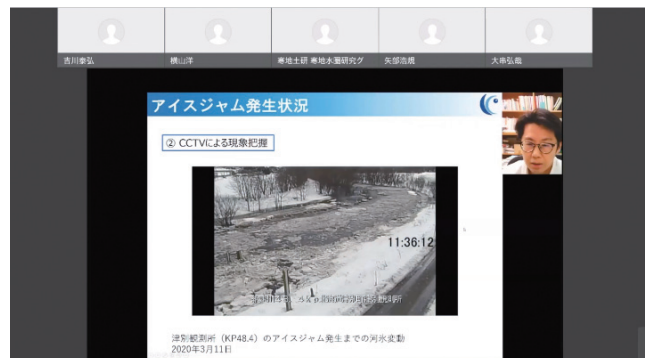 吉川泰弘
横山洋
寒地土研 寒地水圏研究グ
矢部浩規
大串弘哉
アイスジャム発生状況
② CCTVによる現象把握
11:36:12
津別観測所（KP48.4）のアイスジャム発生までの河氷変動
2020年3月11日